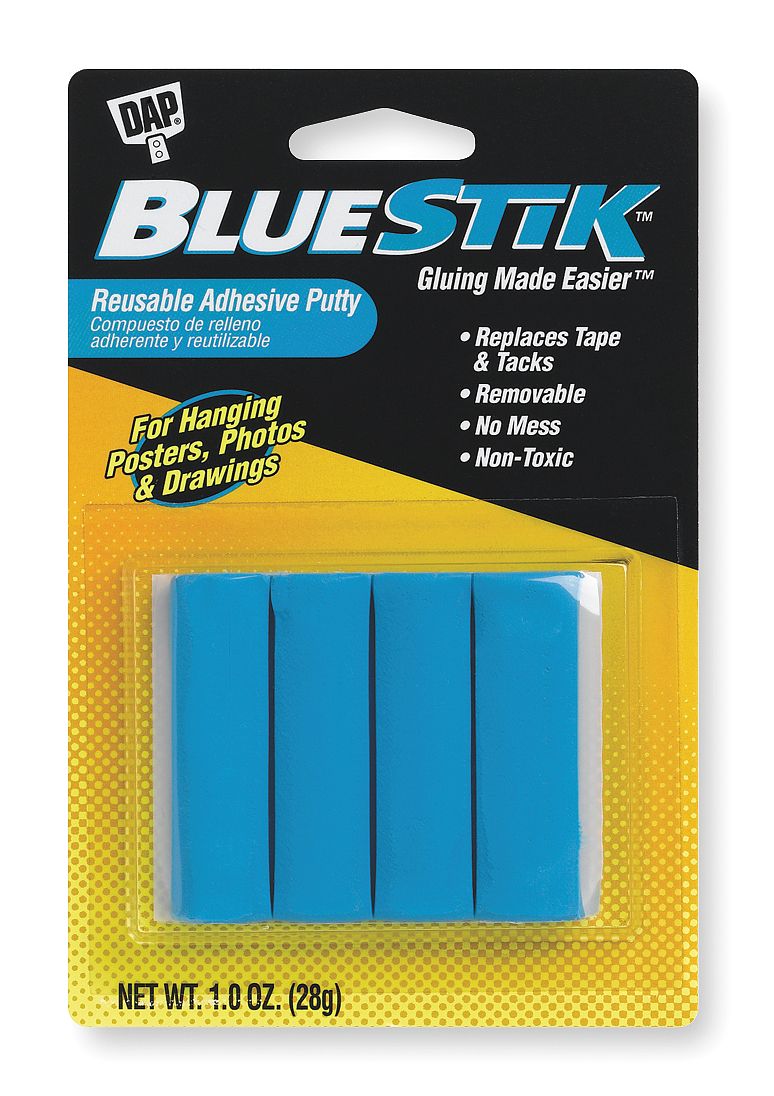 DAP®
BLUESTiK™
Gluing Made Easier™
Reusable Adhesive Putty
Compuesto de relleno
adherente y reutilizable
• Replaces Tape
& Tacks
• Removable
• No Mess
• Non-Toxic
For Hanging
Posters, Photos
& Drawings
NET WT. 1.0 OZ. (28g)